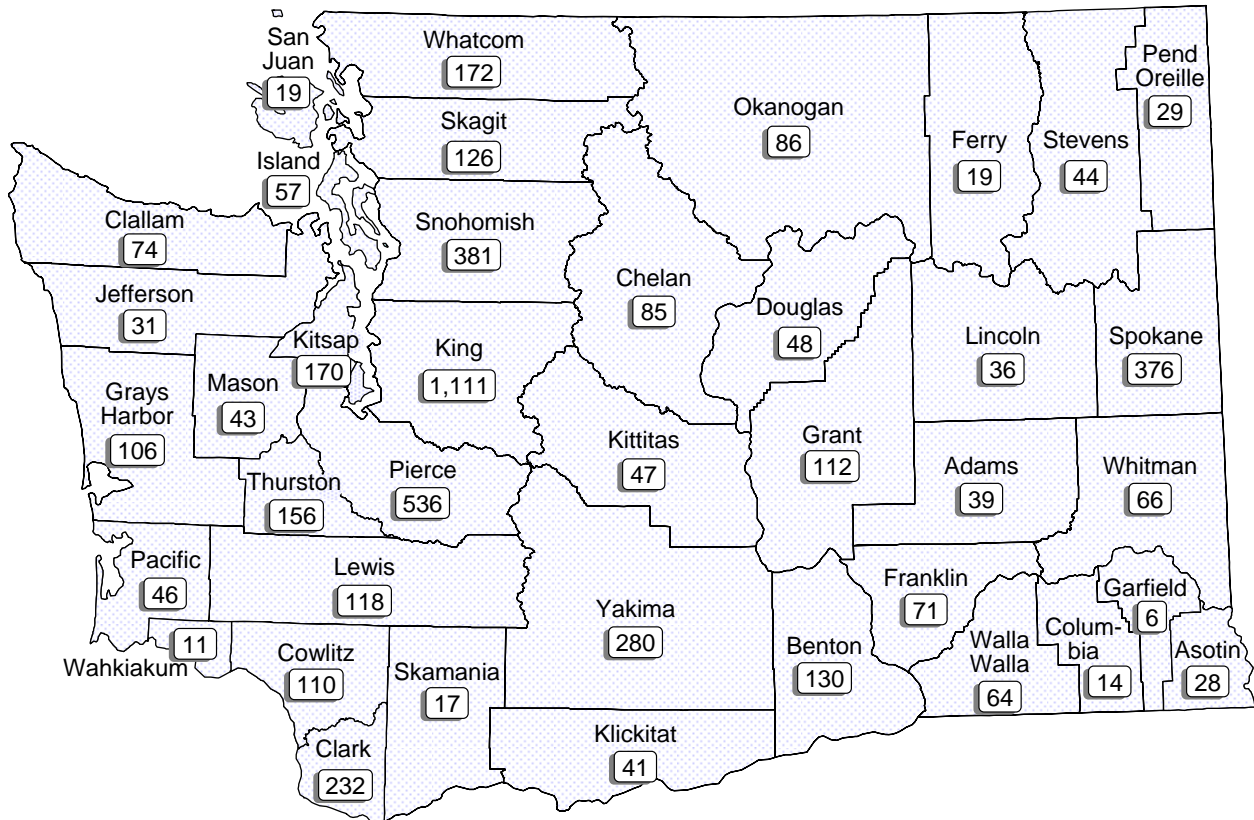 San
Juan
19
Whatcom
172
Skagit
126
Island
57
Snohomish
381
Okanogan
86
Ferry
19
Stevens
44
Pend
Oreille
29
Clallam
74
Jefferson
31
Chelan
85
Douglas
48
Lincoln
36
Spokane
376
Kitsap
170
King
1,111
Mason
43
Grays
Harbor
106
Kittitas
47
Grant
112
Adams
39
Whitman
66
Thurston
156
Pierce
536
Pacific
46
Lewis
118
Yakima
280
Franklin
71
Garfield
6
Wahkiakum
11
Cowlitz
110
Skamania
17
Benton
130
Walla
Walla
64
Colum-
bia
14
Asotin
28
Clark
232
Klickitat
41